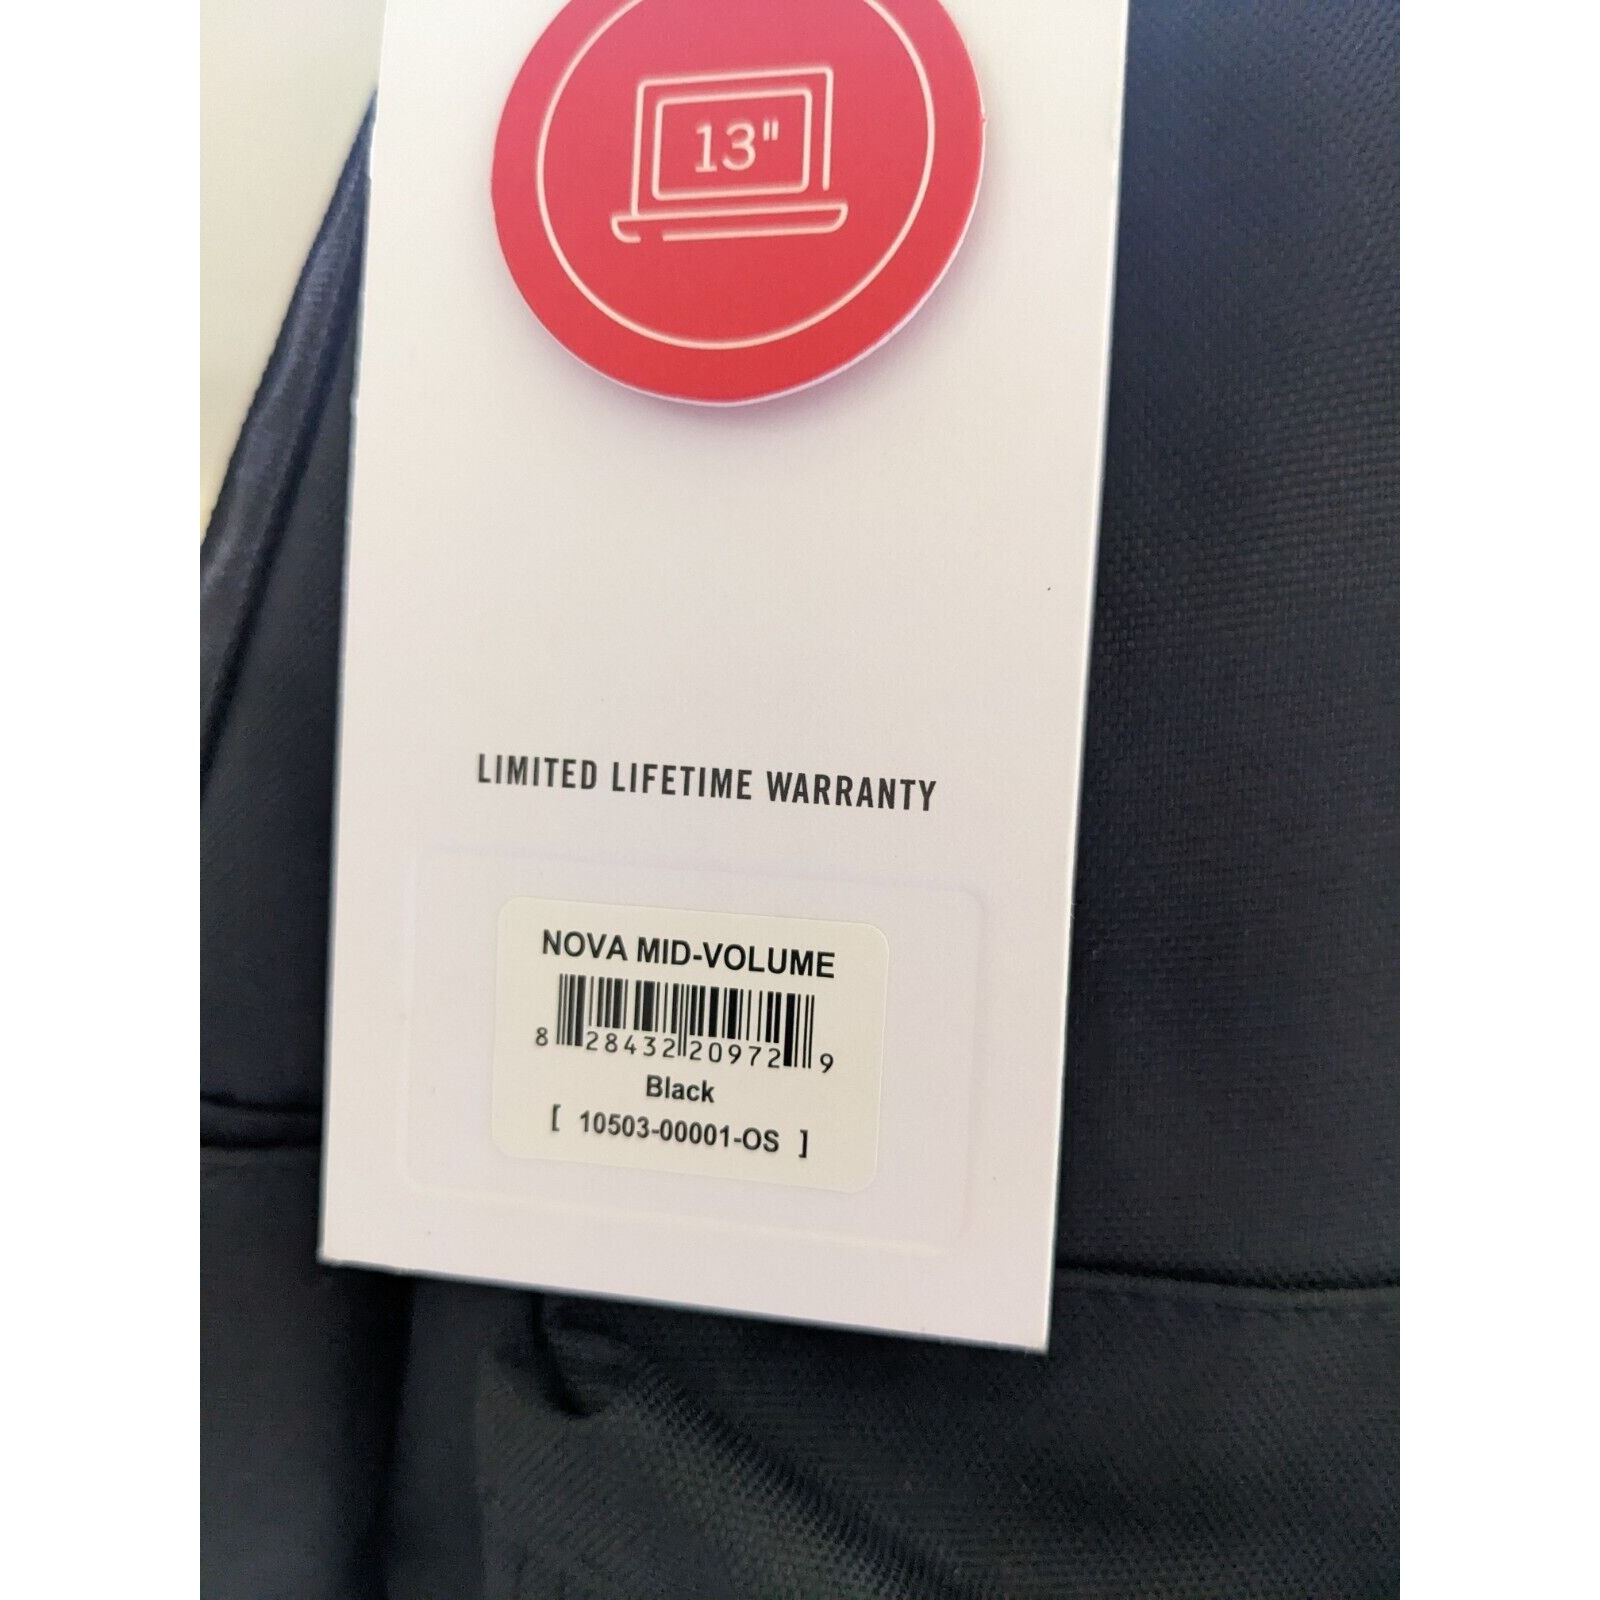 13"
LIMITED LIFETIME WARRANTY
NOVA MID-VOLUME
8 28432 20972 9
Black
[ 10503-00001-OS ]